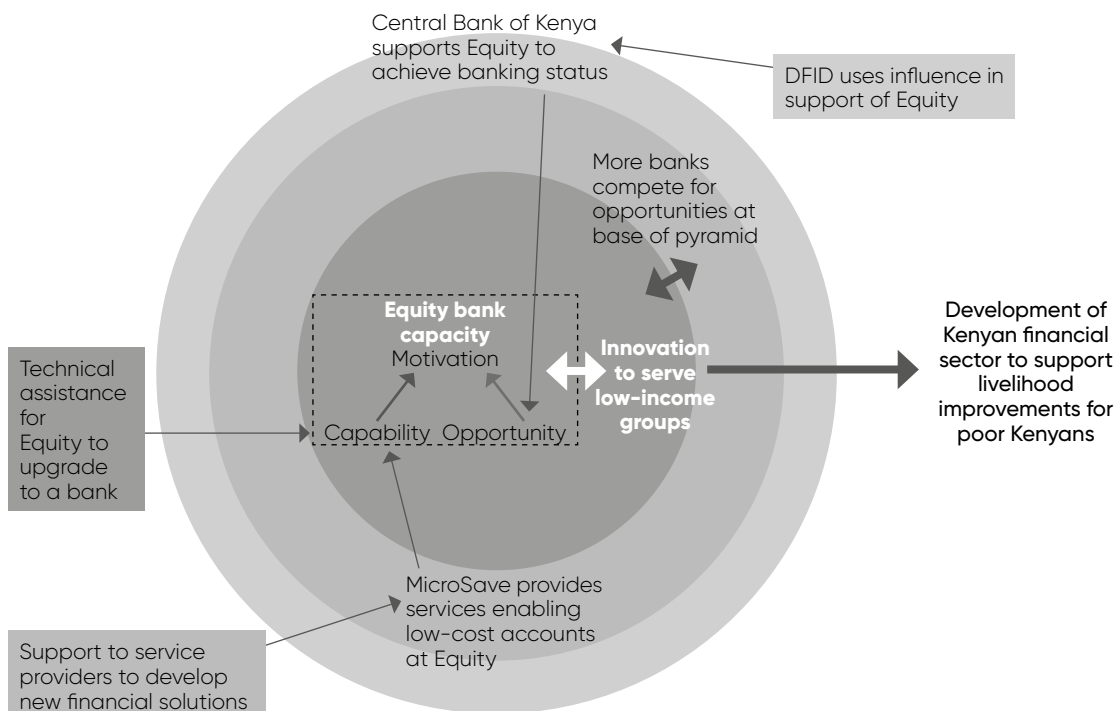 Central Bank of Kenya
supports Equity to
achieve banking status
DFID uses influence in
support of Equity
More banks
compete for
opportunities at
base of pyramid
Equity bank
capacity
Motivation
Capability
Opportunity
Innovation
to serve
low-income
groups
Development of
Kenyan financial
sector to support
livelihood
improvements for
poor Kenyans
Technical
assistance
for
Equity to
upgrade
to a bank
MicroSave provides
services enabling
low-cost accounts
at Equity
Support to service
providers to develop
new financial solutions